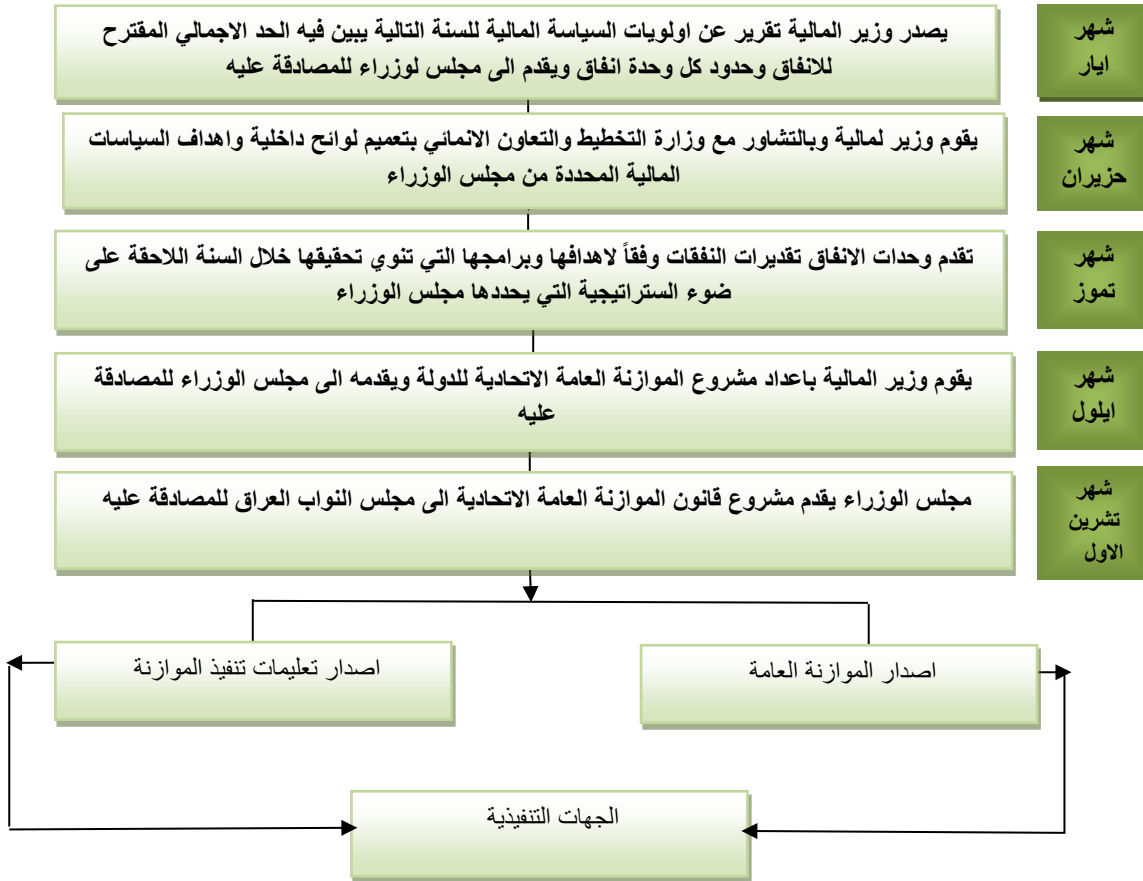 شهر
ايار
يصدر وزير المالية تقرير عن اولويات السياسة المالية للسنة التالية يبين فيه الحد الاجمالي المقترح
للانفاق وحدود كل وحدة انفاق ويقدم الى مجلس لوزراء للمصادقة عليه
شهر
حزيران
يقوم وزير لمالية وبالتشاور مع وزارة التخطيط والتعاون الانمائي بتعميم لوائح داخلية واهداف السياسات
المالية المحددة من مجلس الوزراء
شهر
تموز
تقدم وحدات الانفاق تقديرات النفقات وفقاً لاهدافها وبرامجها التي تنوي تحقيقها خلال السنة اللاحقة على
ضوء الستراتيجية التي يحددها مجلس الوزراء
شهر
ايلول
يقوم وزير المالية باعداد مشروع الموازنة العامة الاتحادية للدولة ويقدمه الى مجلس الوزراء للمصادقة
عليه
شهر
تشرين
الاول
مجلس الوزراء يقدم مشروع قانون الموازنة العامة الاتحادية الى مجلس النواب العراق للمصادقة عليه
اصدار الموازنة العامة
اصدار تعليمات تنفيذ الموازنة
الجهات التنفيذية